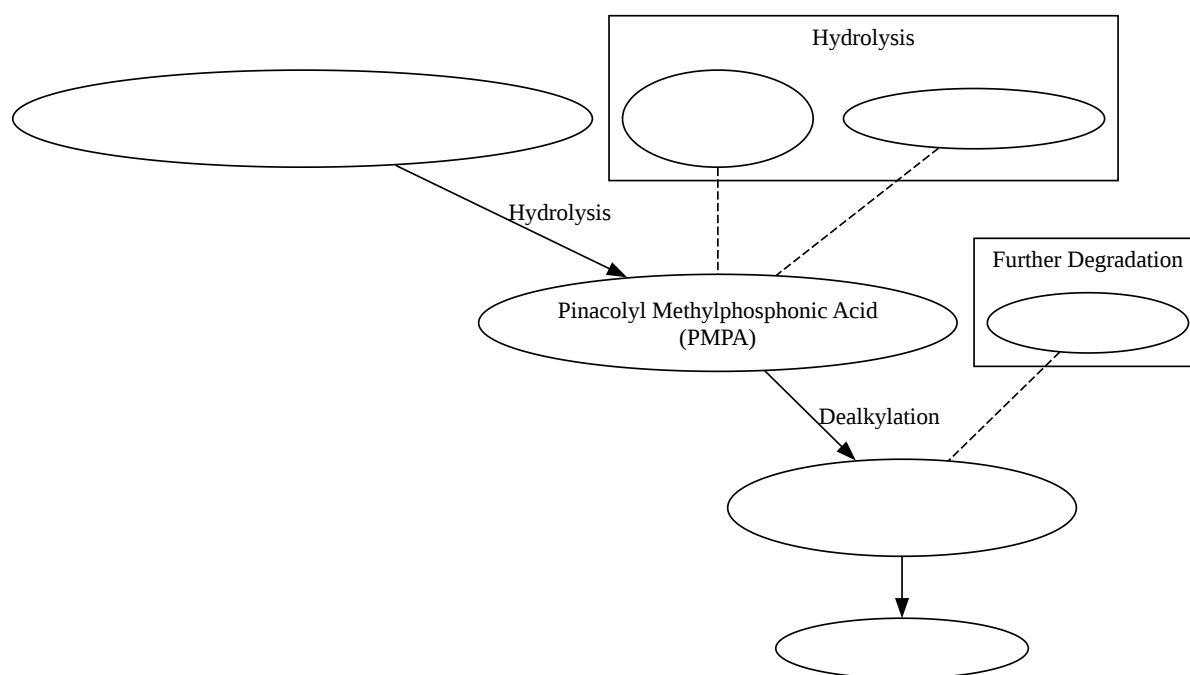 Hydrolysis
Hydrolysis
Further Degradation
Pinacolyl Methylphosphonic Acid
(PMPA)
Dealkylation